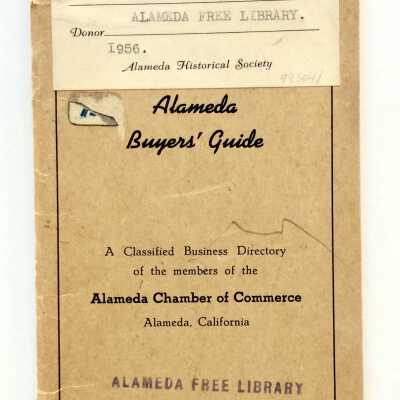 ALAMEDA FREE LIBRARY.
Donor
1956.
Alameda Historical Society
Alameda
Buyers' Guide
A Classified Business Directory
of the members of the
Alameda Chamber of Commerce
Alameda, California
ALAMEDA FREE LIBRARY